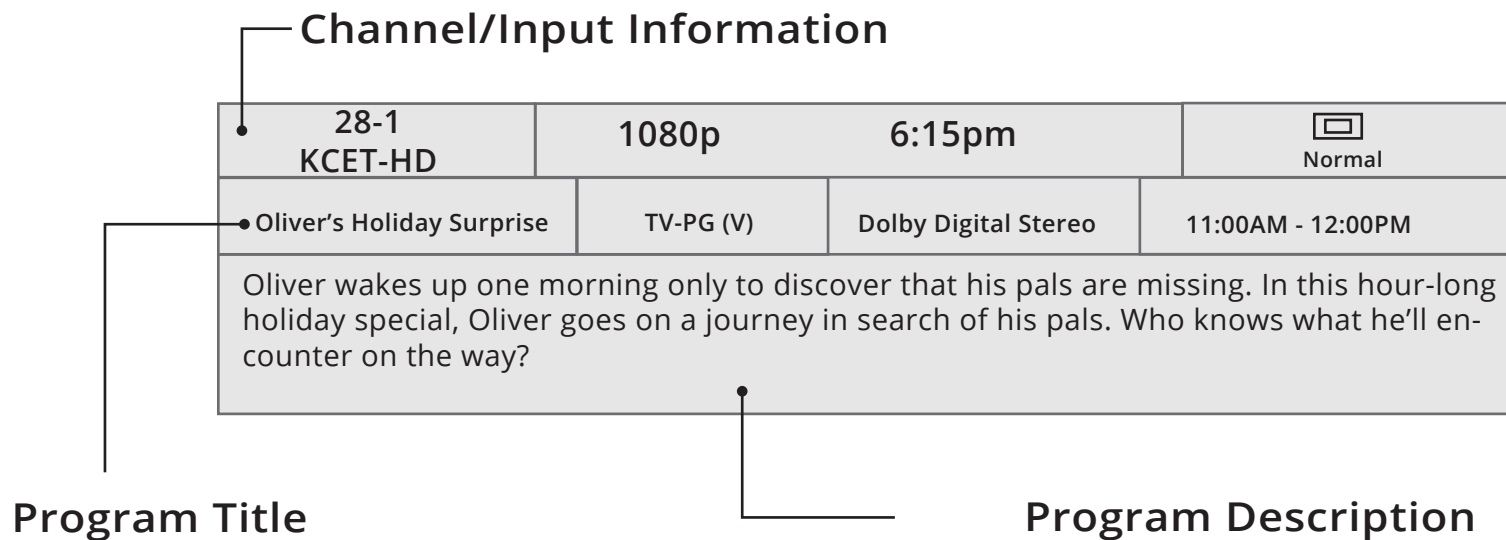 Channel/Input Information
28-1
KCET-HD
1080p
6:15pm
Normal
Oliver’s Holiday Surprise
TV-PG (V)
Dolby Digital Stereo
11:00AM - 12:00PM
Oliver wakes up one morning only to discover that his pals are missing. In this hour-long
holiday special, Oliver goes on a journey in search of his pals. Who knows what he’ll en-
counter on the way?
Program Title
Program Description